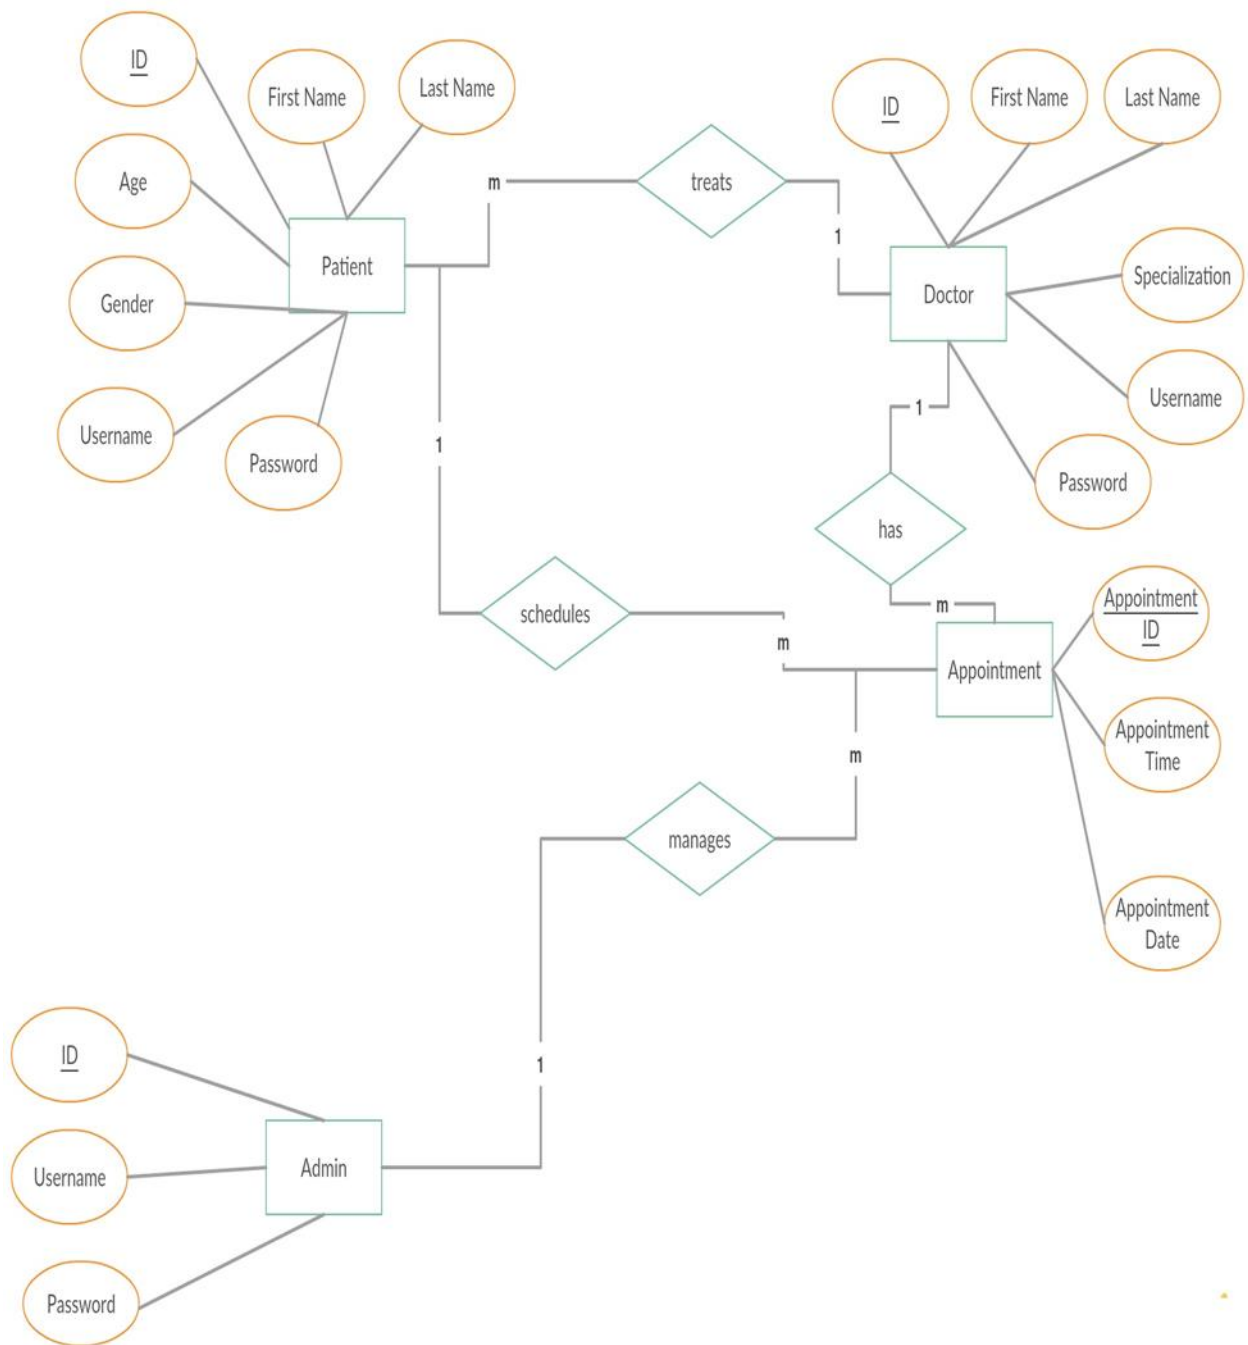 ID
First Name
Last Name
Age
Patient
Gender
Username
Password
m
treats
1
ID
First Name
Last Name
Doctor
Specialization
Username
Password
1
has
m
1
schedules
m
Appointment
Appointment
ID
Appointment
Time
Appointment
Date
m
manages
1
ID
Username
Admin
Password